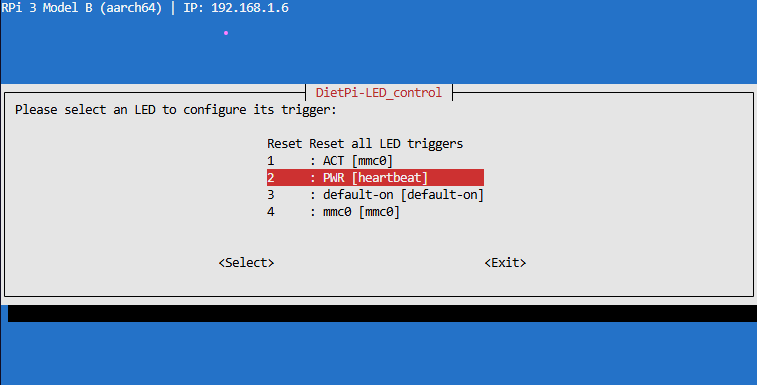 RPi 3 Model B (aarch64) | IP: 192.168.1.6
DietPi-LED_control
Please select an LED to configure its trigger:
Reset Reset all LED triggers
1 : ACT [mmc0]
2 : PWR [heartbeat]
3 : default-on [default-on]
4 : mmc0 [mmc0]
<Select> <Exit>